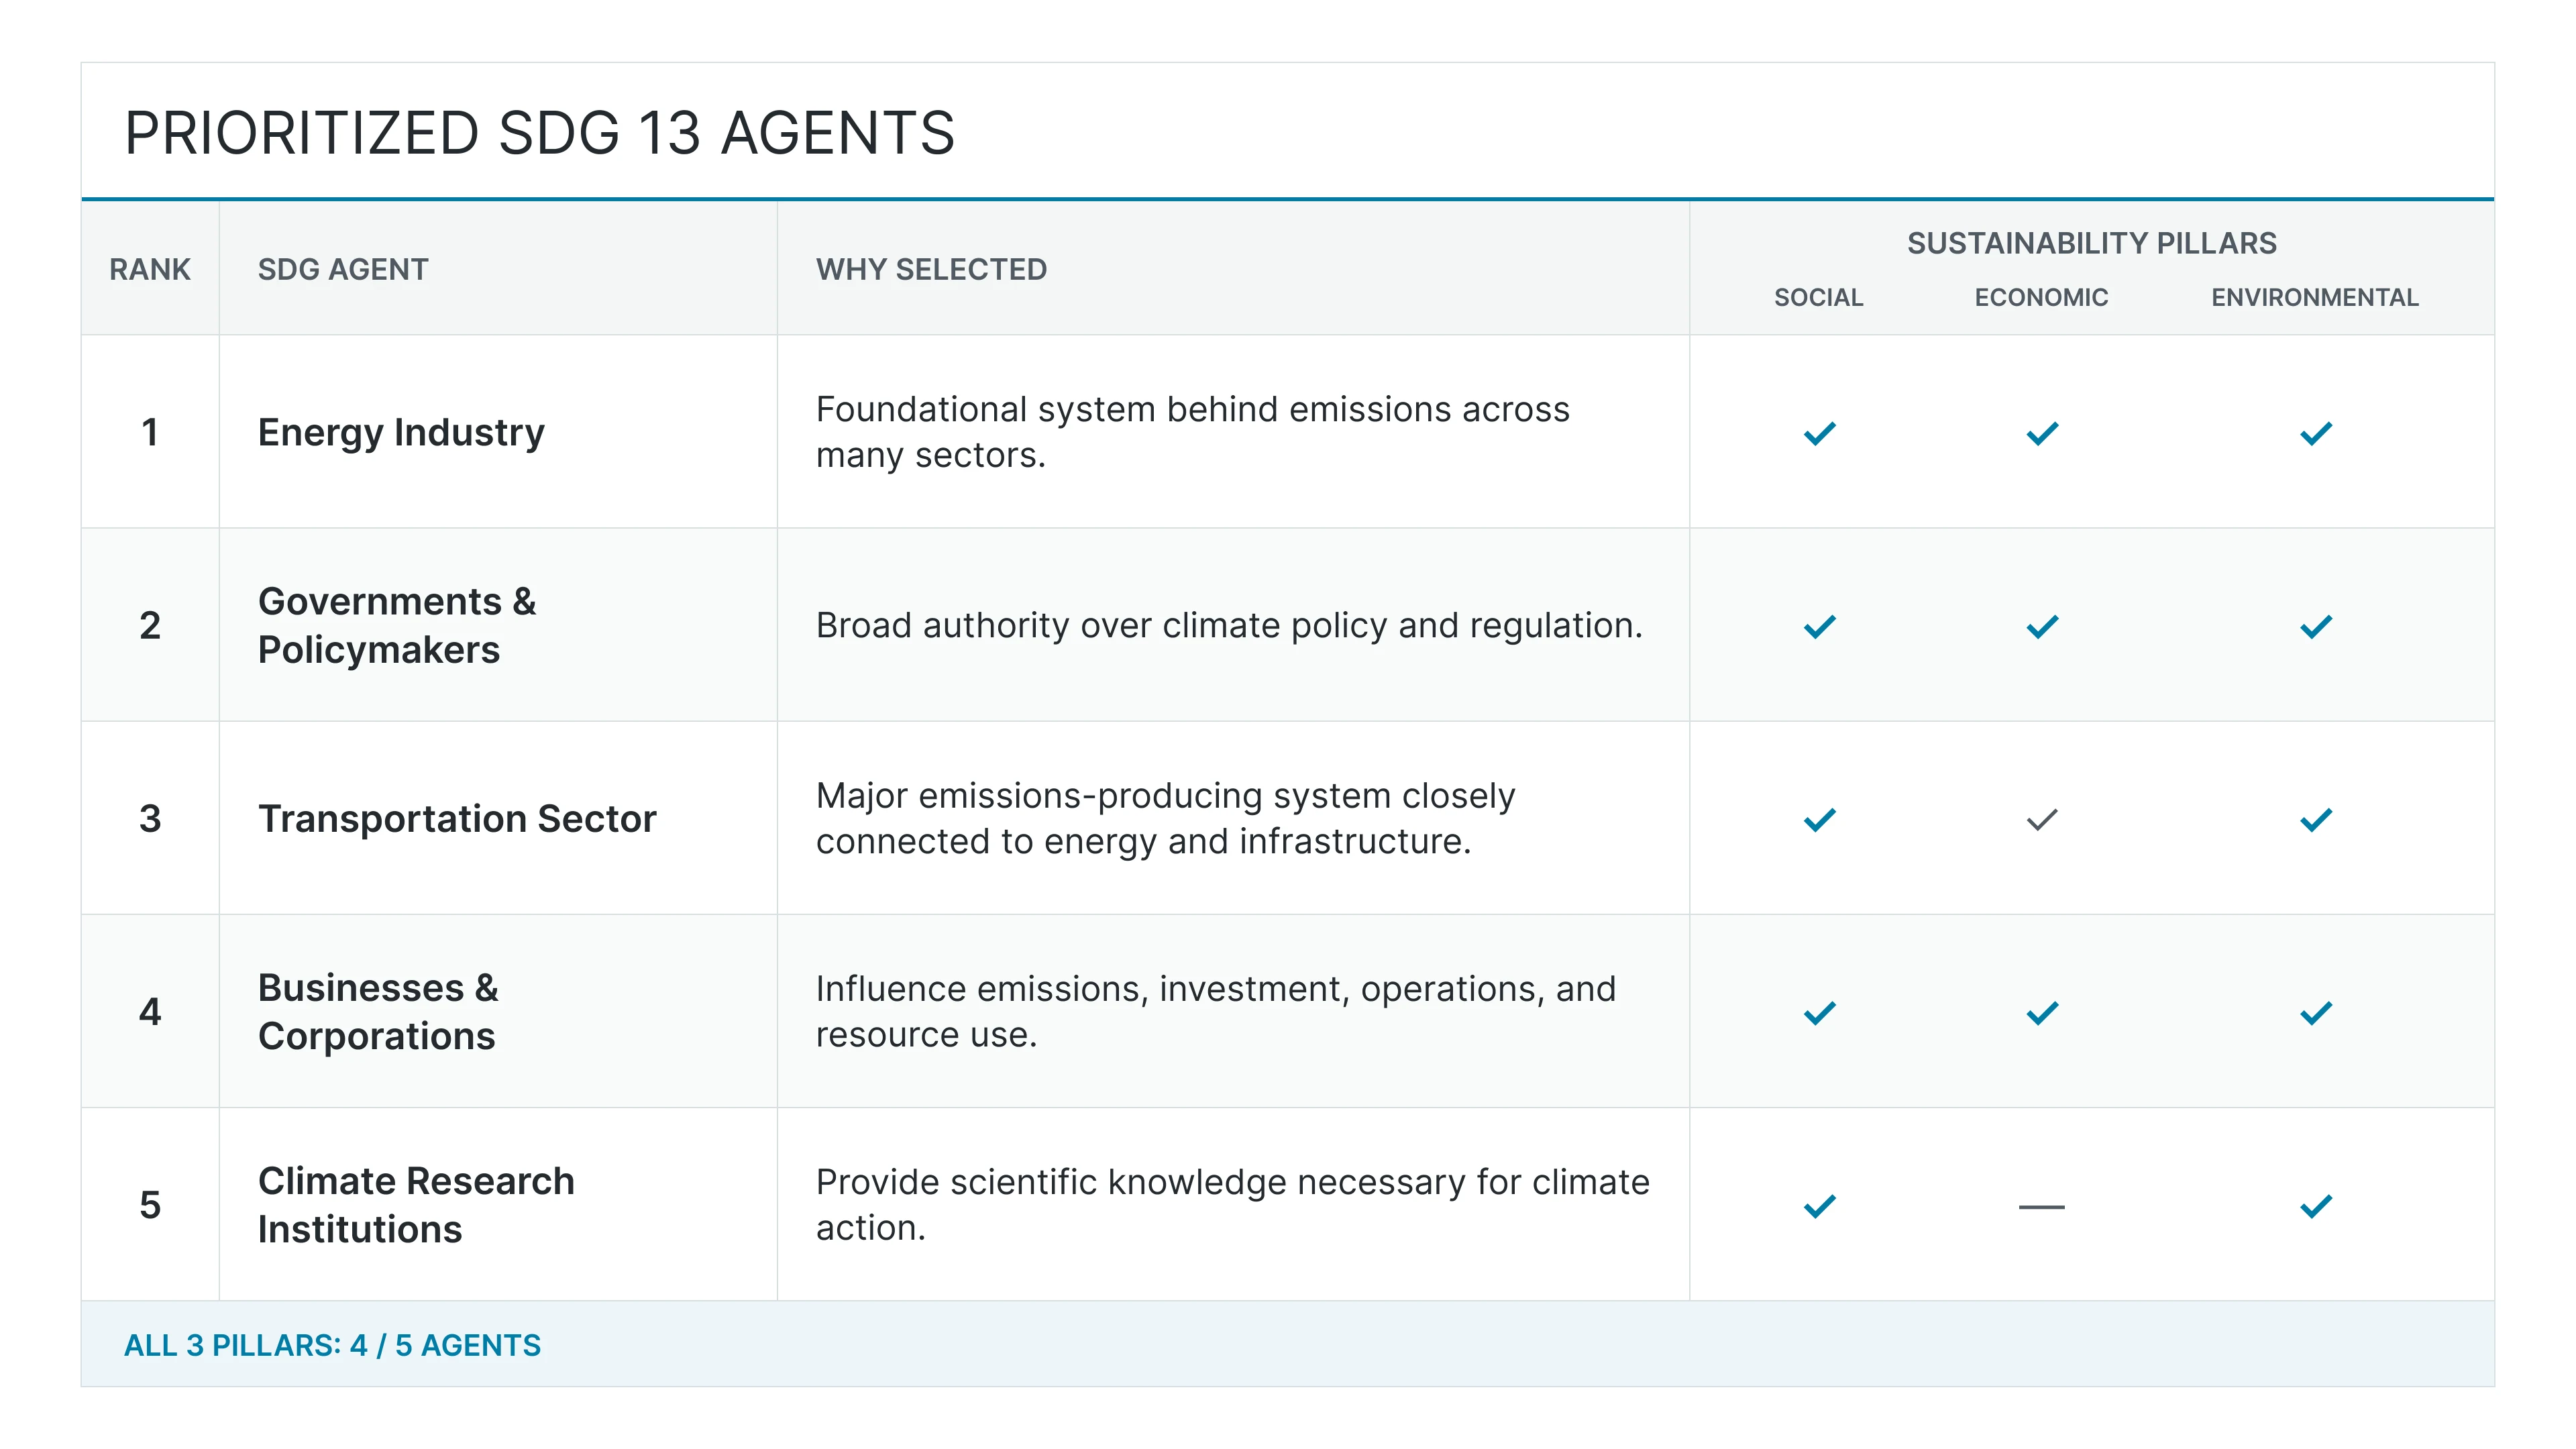 PRIORITIZED SDG 13 AGENTS
RANK
SDG AGENT
WHY SELECTED
SUSTAINABILITY PILLARS
SOCIAL
ECONOMIC
ENVIRONMENTAL
1
Energy Industry
Foundational system behind emissions across
many sectors.
✓ ✓ ✓
2
Governments &
Policymakers
Broad authority over climate policy and regulation.
✓ ✓ ✓
3
Transportation Sector
Major emissions-producing system closely
connected to energy and infrastructure.
✓ ✓ ✓
4
Businesses &
Corporations
Influence emissions, investment, operations, and
resource use.
✓ ✓ ✓
5
Climate Research
Institutions
Provide scientific knowledge necessary for climate
action.
✓ — ✓
ALL 3 PILLARS: 4 / 5 AGENTS